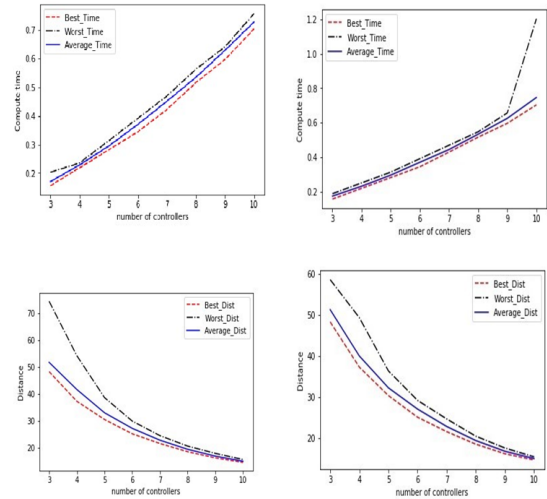 0.7
0.6
0.5
0.4
0.3
0.2
Compute time
Best_Time
Worst_Time
Average_Time
3 4 5 6 7 8 9 10
number of controllers
1.2
1.0
0.8
0.6
0.4
0.2
Compute time
Best_Time
Worst_Time
Average_Time
3 4 5 6 7 8 9 10
number of controllers
70
60
50
40
30
20
Distance
Best_Dist
Worst_Dist
Average_Dist
3 4 5 6 7 8 9 10
number of controllers
60
50
40
30
20
Distance
Best_Dist
Worst_Dist
Average_Dist
3 4 5 6 7 8 9 10
number of controllers